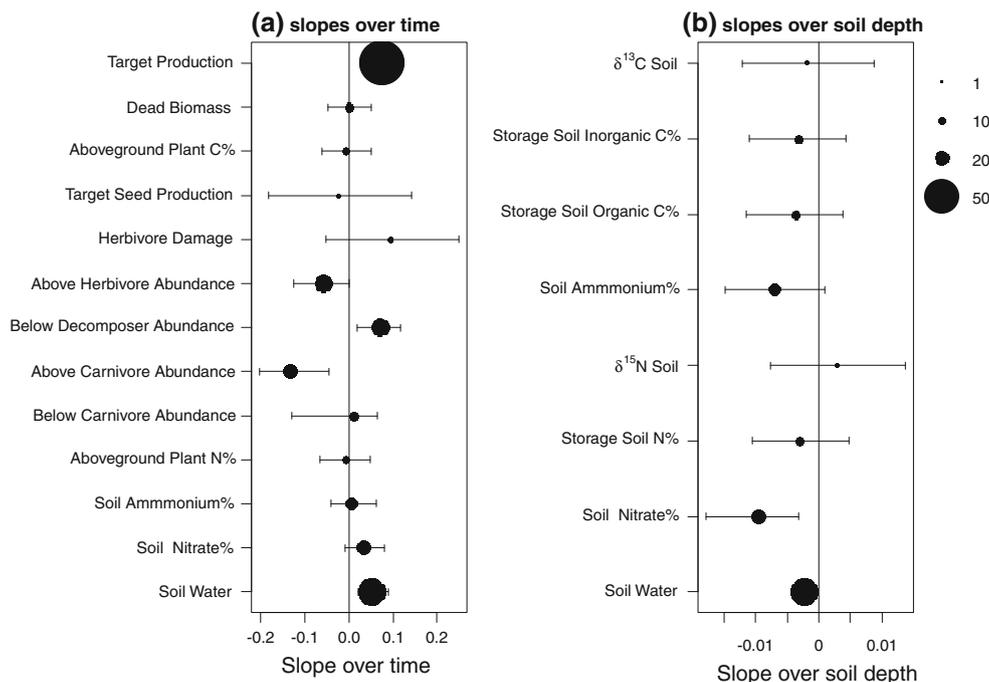 (a) slopes over time
Target Production
Dead Biomass
Aboveground Plant C%
Target Seed Production
Herbivore Damage
Above Herbivore Abundance
Below Decomposer Abundance
Above Carnivore Abundance
Below Carnivore Abundance
Aboveground Plant N%
Soil Ammmonium%
Soil Nitrate%
Soil Water
-0.2 -0.1 0.0 0.1 0.2
Slope over time
(b) slopes over soil depth
δ¹³C Soil
Storage Soil Inorganic C%
Storage Soil Organic C%
Soil Ammmonium%
δ¹⁵N Soil
Storage Soil N%
Soil Nitrate%
Soil Water
-0.01 0 0.01
Slope over soil depth
1
10
20
50